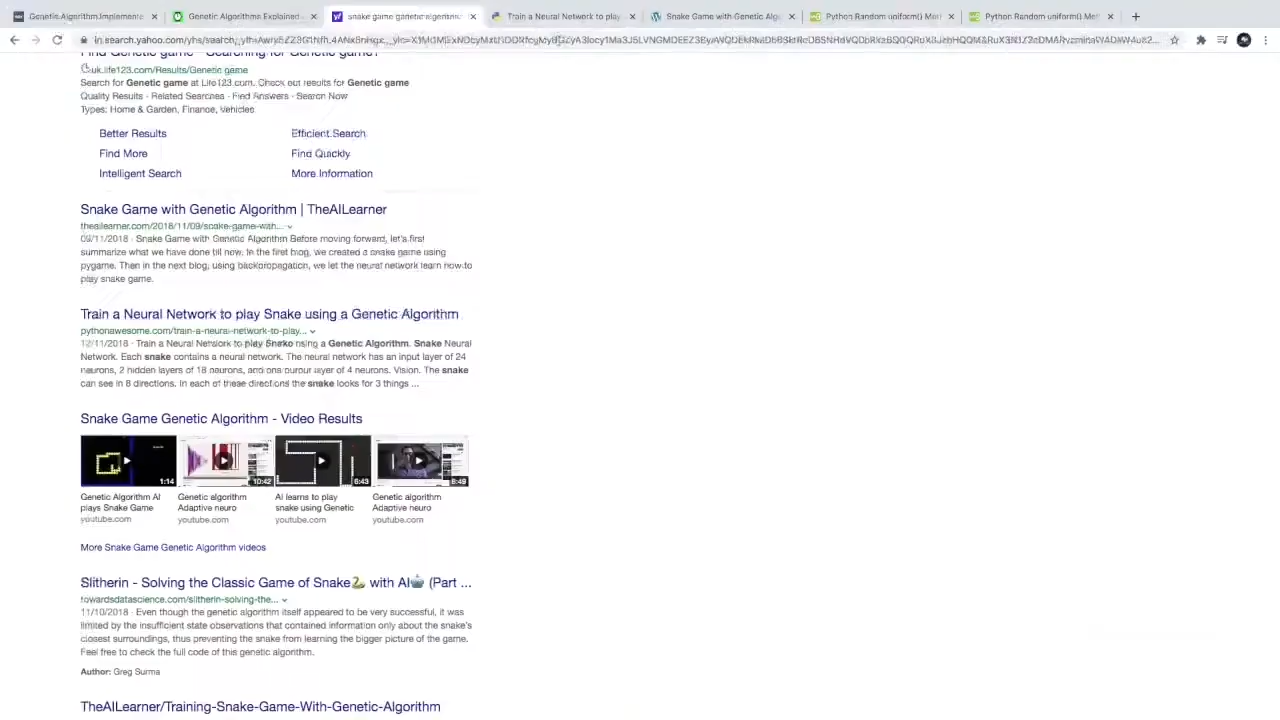 Genetic Algorithm Implementa
Genetic Algorithms Explained
snake game genetic algorithm
Train a Neural Network to play
Snake Game with Genetic Algo
Python Random uniform() Met
Python Random uniform() Met
Find Genetic game - Searching for Genetic game?
uk.life123.com/Results/Genetic game
Search for Genetic game at Life123.com. Check out results for Genetic game
Quality Results - Related Searches - Find Answers - Search Now
Types: Home & Garden, Finance, Vehicles
Better Results
Efficient Search
Find More
Find Quickly
Intelligent Search
More Information
Snake Game with Genetic Algorithm | TheAILearner
theailearner.com/2018/11/09/snake-game-with...
09/11/2018 · Snake Game with Genetic Algorithm Before moving forward, let's first
summarize what we have done till now. In the first blog, we created a snake game using
pygame. Then in the next blog, using backpropagation, we let the neural network learn how to
play snake game.
Train a Neural Network to play Snake using a Genetic Algorithm
pythonawesome.com/train-a-neural-network-to-play...
12/11/2018 · Train a Neural Network to play Snake using a Genetic Algorithm. Snake Neural
Network. Each snake contains a neural network. The neural network has an input layer of 24
neurons, 2 hidden layers of 18 neurons, and one output layer of 4 neurons. Vision. The snake
can see in 8 directions. In each of these directions the snake looks for 3 things ...
Snake Game Genetic Algorithm - Video Results
1:14
10:42
6:43
8:49
Genetic Algorithm AI
plays Snake Game
youtube.com
Genetic algorithm
Adaptive neuro
youtube.com
AI learns to play
snake using Genetic
youtube.com
Genetic algorithm
Adaptive neuro
youtube.com
More Snake Game Genetic Algorithm videos
Slitherin - Solving the Classic Game of Snake🐍 with AI🤖 (Part ...
towardsdatascience.com/slitherin-solving-the...
11/10/2018 · Even though the genetic algorithm itself appeared to be very successful, it was
limited by the insufficient state observations that contained information only about the snake's
closest surroundings, thus preventing the snake from learning the bigger picture of the game.
Feel free to check the full code of this genetic algorithm.
Author: Greg Surma
TheAILearner/Training-Snake-Game-With-Genetic-Algorithm